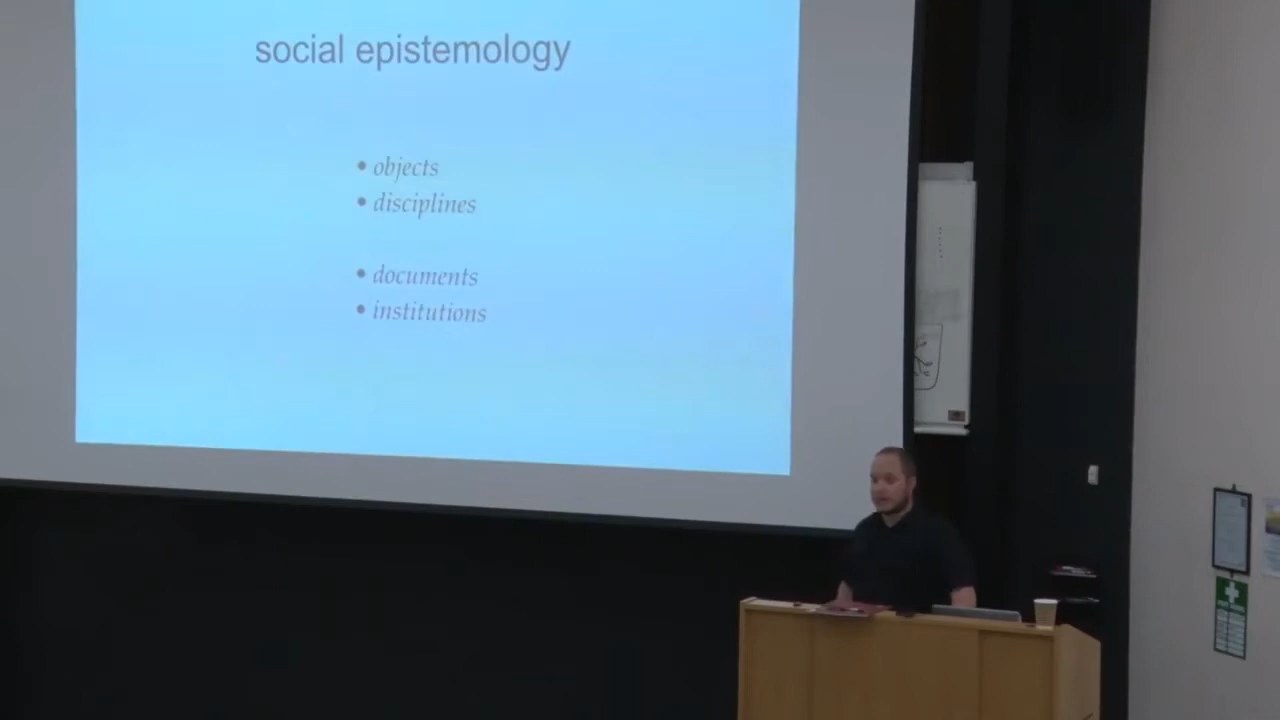 social epistemology
• objects
• disciplines
• documents
• institutions